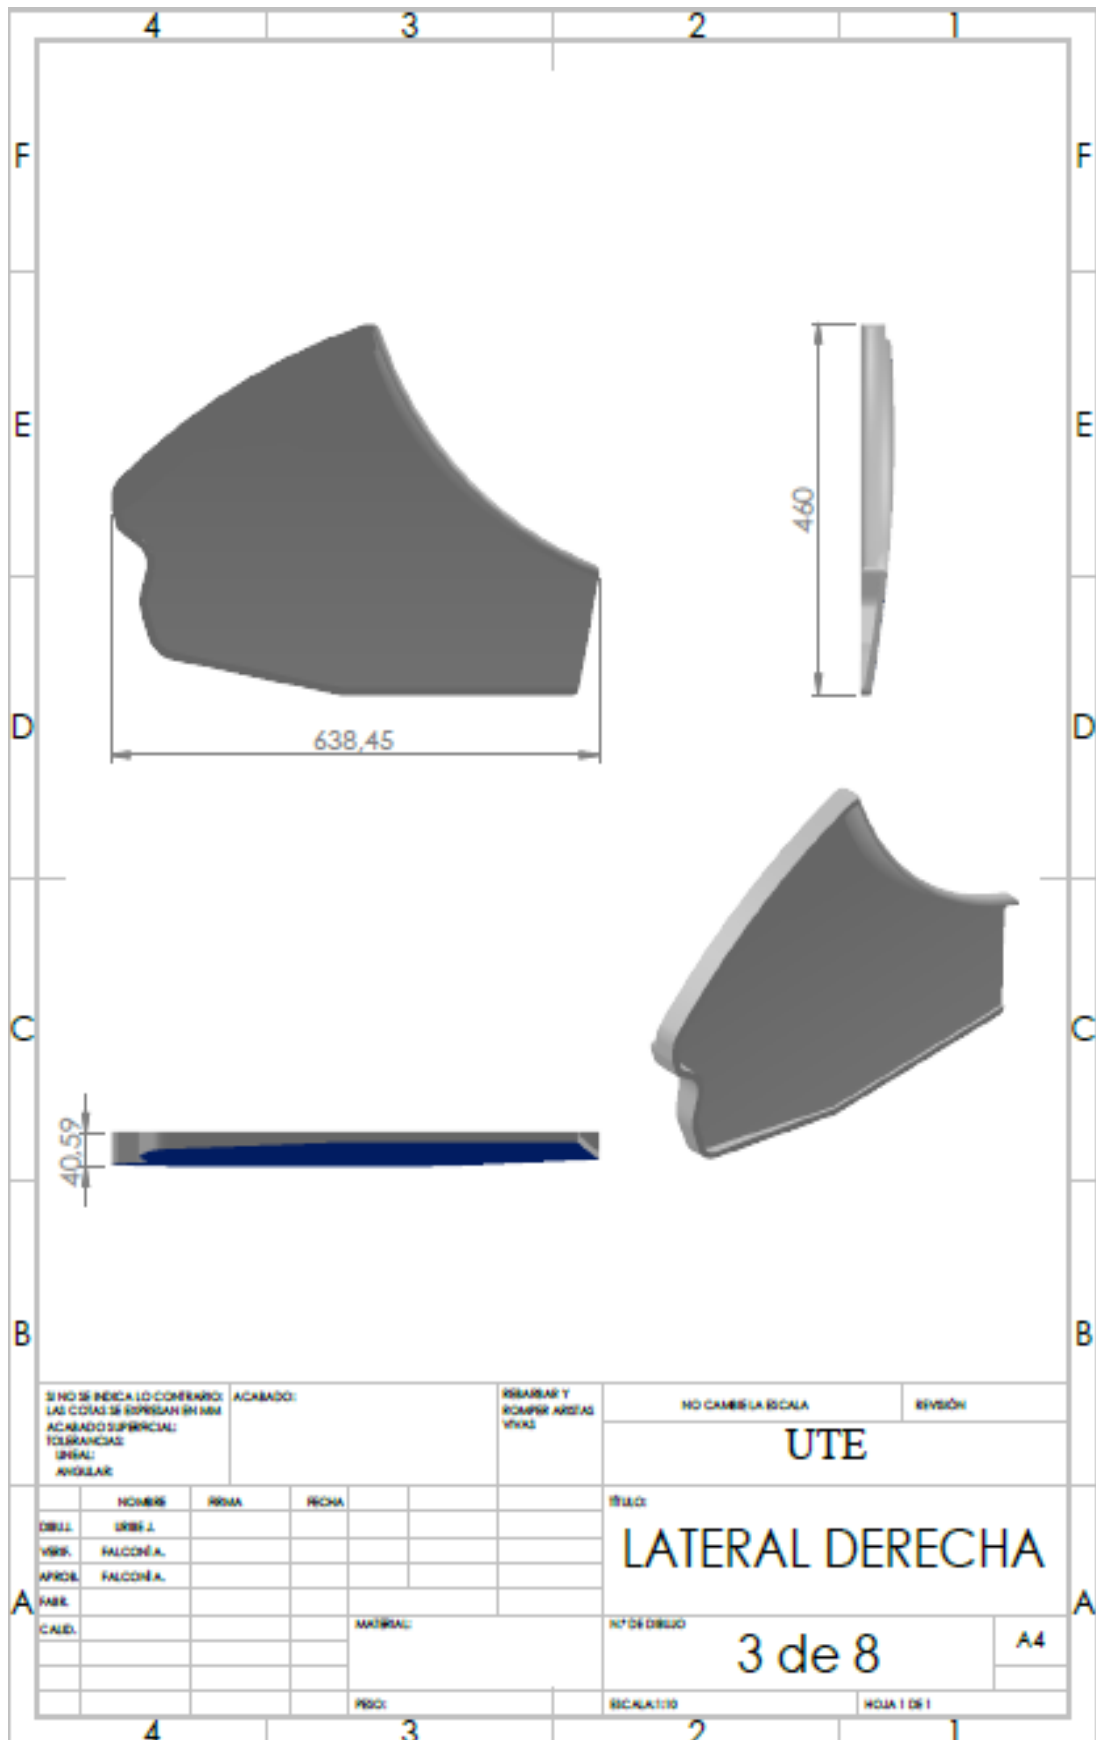 4 3 2 1
F F
E E
460
D D
638,45
C C
40,59
B B
SI NO SE INDICA LO CONTRARIO:
LAS COTAS SE EXPRESAN EN MM
ACABADO SUPERFICIAL:
TOLERANCIAS:
LINEAL:
ANGULAR:
ACABADO:
REBARBAR Y
ROMPER ARISTAS
VIVAS
NO CAMBIE LA ESCALA
REVISIÓN
UTE
NOMBRE FIRMA FECHA
DIBUJ. URIBE J.
VERIF. FALCONÍ A.
APROB. FALCONÍ A.
FABR.
CALID.
TÍTULO:
LATERAL DERECHA
A A
MATERIAL:
N.º DE DIBUJO
3 de 8
A4
PESO:
ESCALA:1:10
HOJA 1 DE 1
4 3 2 1